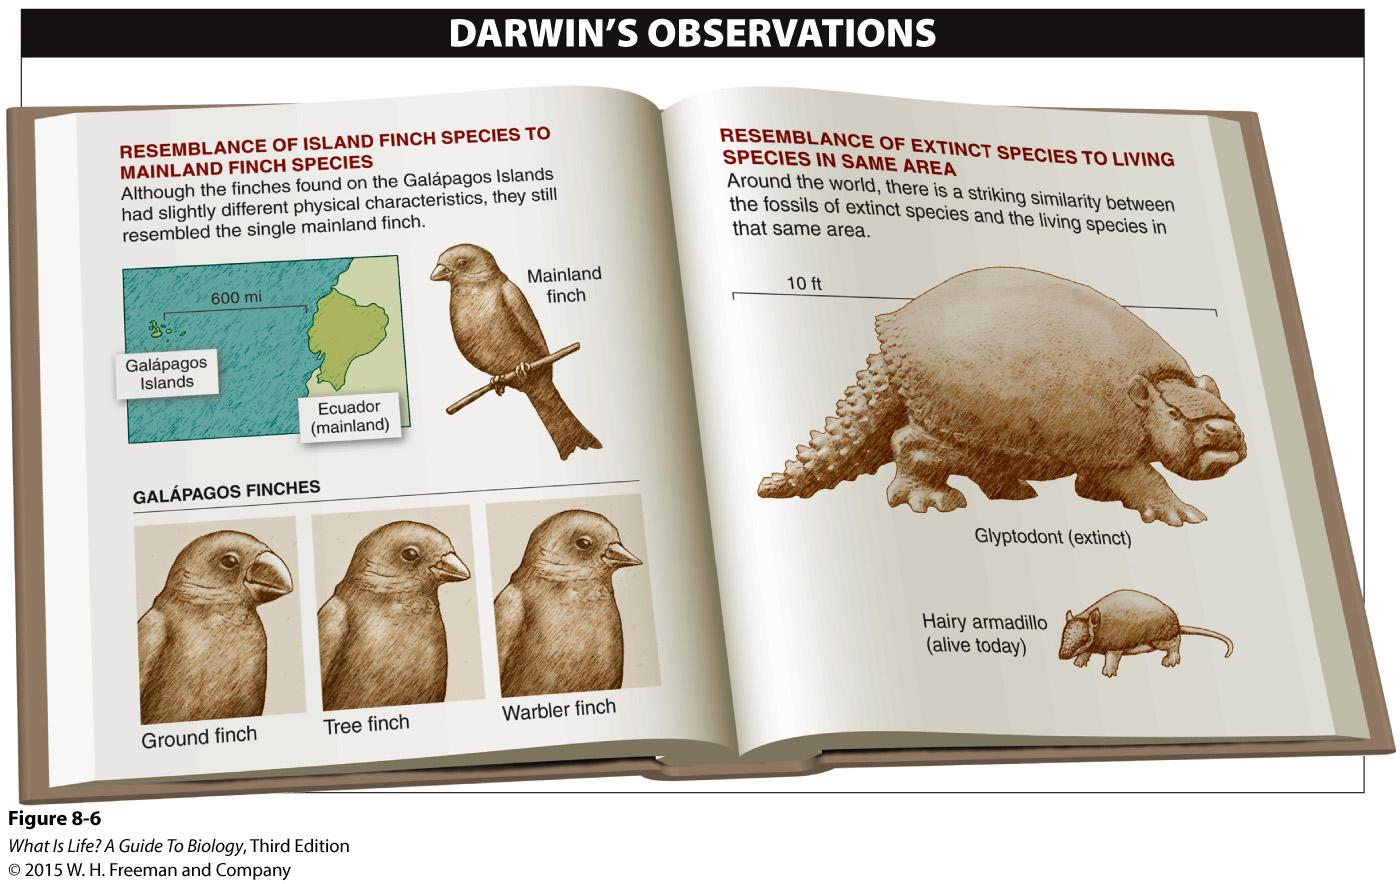 DARWIN'S OBSERVATIONS
RESEMBLANCE OF ISLAND FINCH SPECIES TO
MAINLAND FINCH SPECIES
Although the finches found on the Galápagos Islands
had slightly different physical characteristics, they still
resembled the single mainland finch.
600 mi
Galápagos
Islands
Ecuador
(mainland)
Mainland
finch
GALÁPAGOS FINCHES
Ground finch
Tree finch
Warbler finch
RESEMBLANCE OF EXTINCT SPECIES TO LIVING
SPECIES IN SAME AREA
Around the world, there is a striking similarity between
the fossils of extinct species and the living species in
that same area.
10 ft
Glyptodont (extinct)
Hairy armadillo
(alive today)
Figure 8-6
What Is Life? A Guide To Biology, Third Edition
© 2015 W. H. Freeman and Company